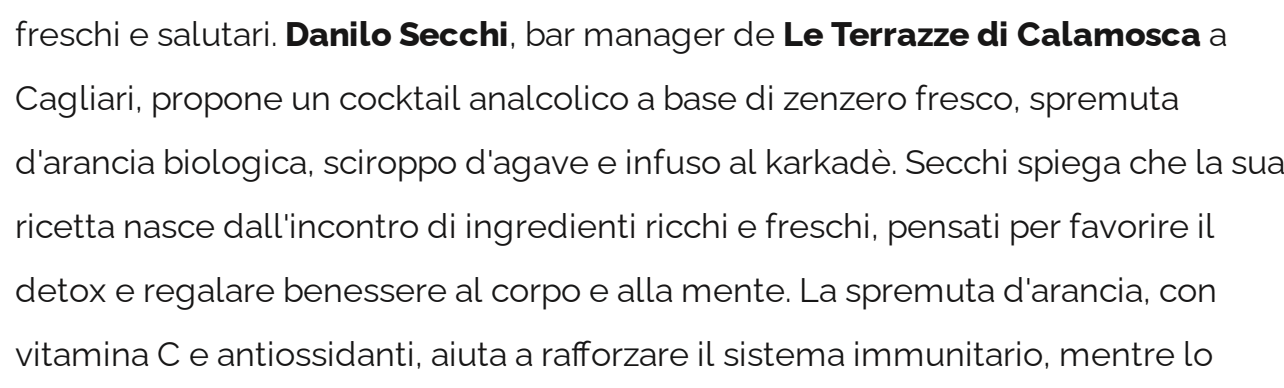 freschi e salutari. Danilo Secchi, bar manager de Le Terrazze di Calamosca a
Cagliari, propone un cocktail analcolico a base di zenzero fresco, spremuta
d'arancia biologica, sciroppo d'agave e infuso al karkadè. Secchi spiega che la sua
ricetta nasce dall'incontro di ingredienti ricchi e freschi, pensati per favorire il
detox e regalare benessere al corpo e alla mente. La spremuta d'arancia, con
vitamina C e antiossidanti, aiuta a rafforzare il sistema immunitario, mentre lo